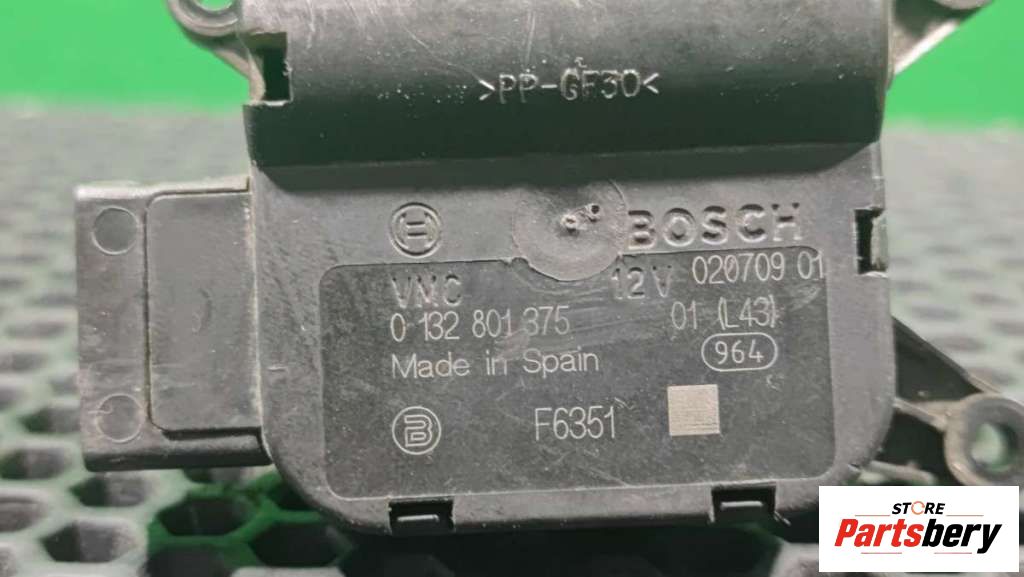 >PP-GF30<
BOSCH
VMC 12V 020709 01
0 132 801 375 01 (L43)
Made in Spain 964
B F6351
STORE
Partsbery